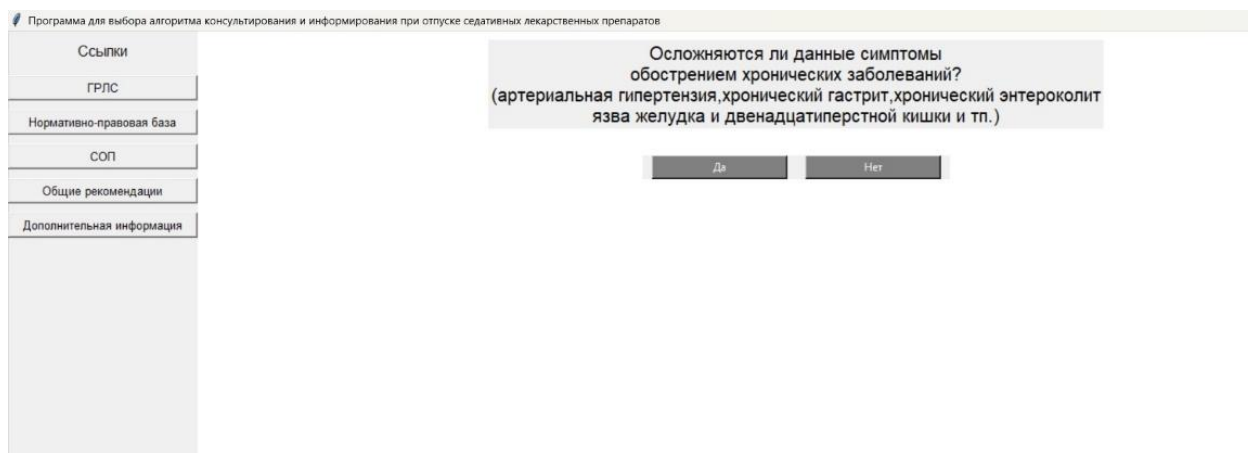 Программа для выбора алгоритма консультирования и информирования при отпуске седативных лекарственных препаратов
Ссылки
ГРЛС
Нормативно-правовая база
СОП
Общие рекомендации
Дополнительная информация
Осложняются ли данные симптомы
обострением хронических заболеваний?
(артериальная гипертензия,хронический гастрит,хронический энтероколит
язва желудка и двенадцатиперстной кишки и тп.)
Да
Нет